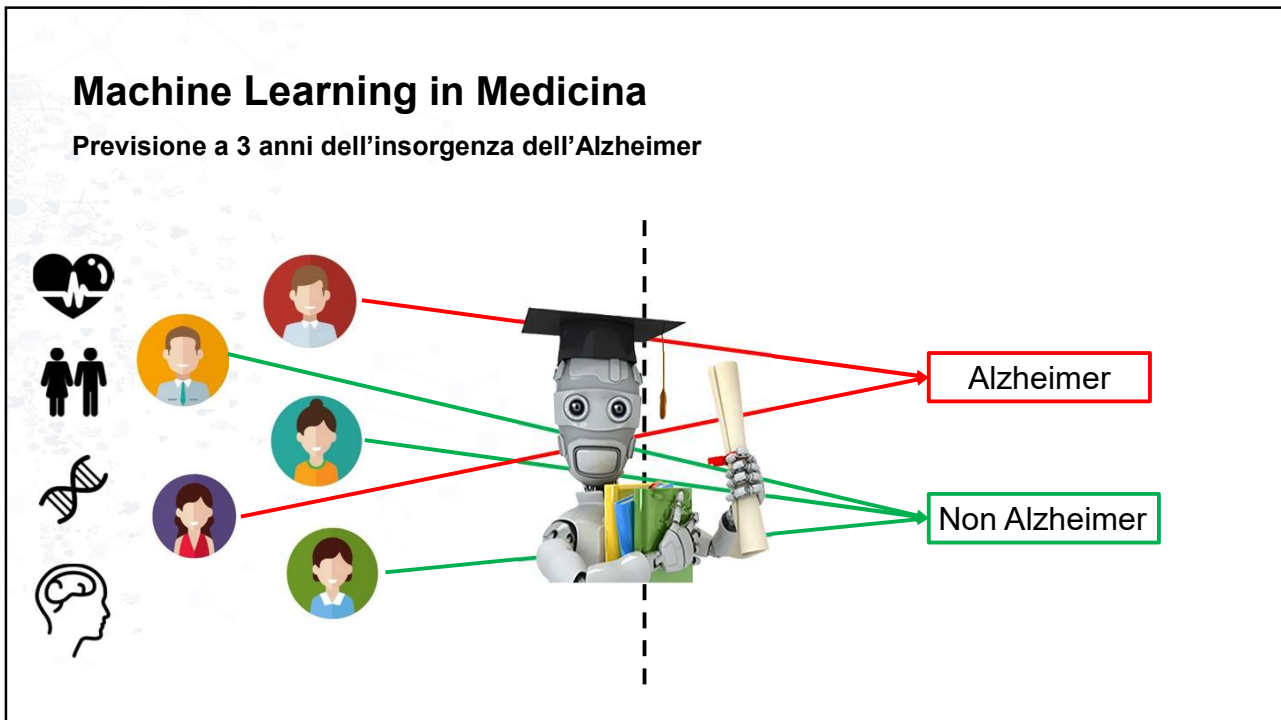 Machine Learning in Medicina
Previsione a 3 anni dell’insorgenza dell’Alzheimer
Alzheimer
Non Alzheimer